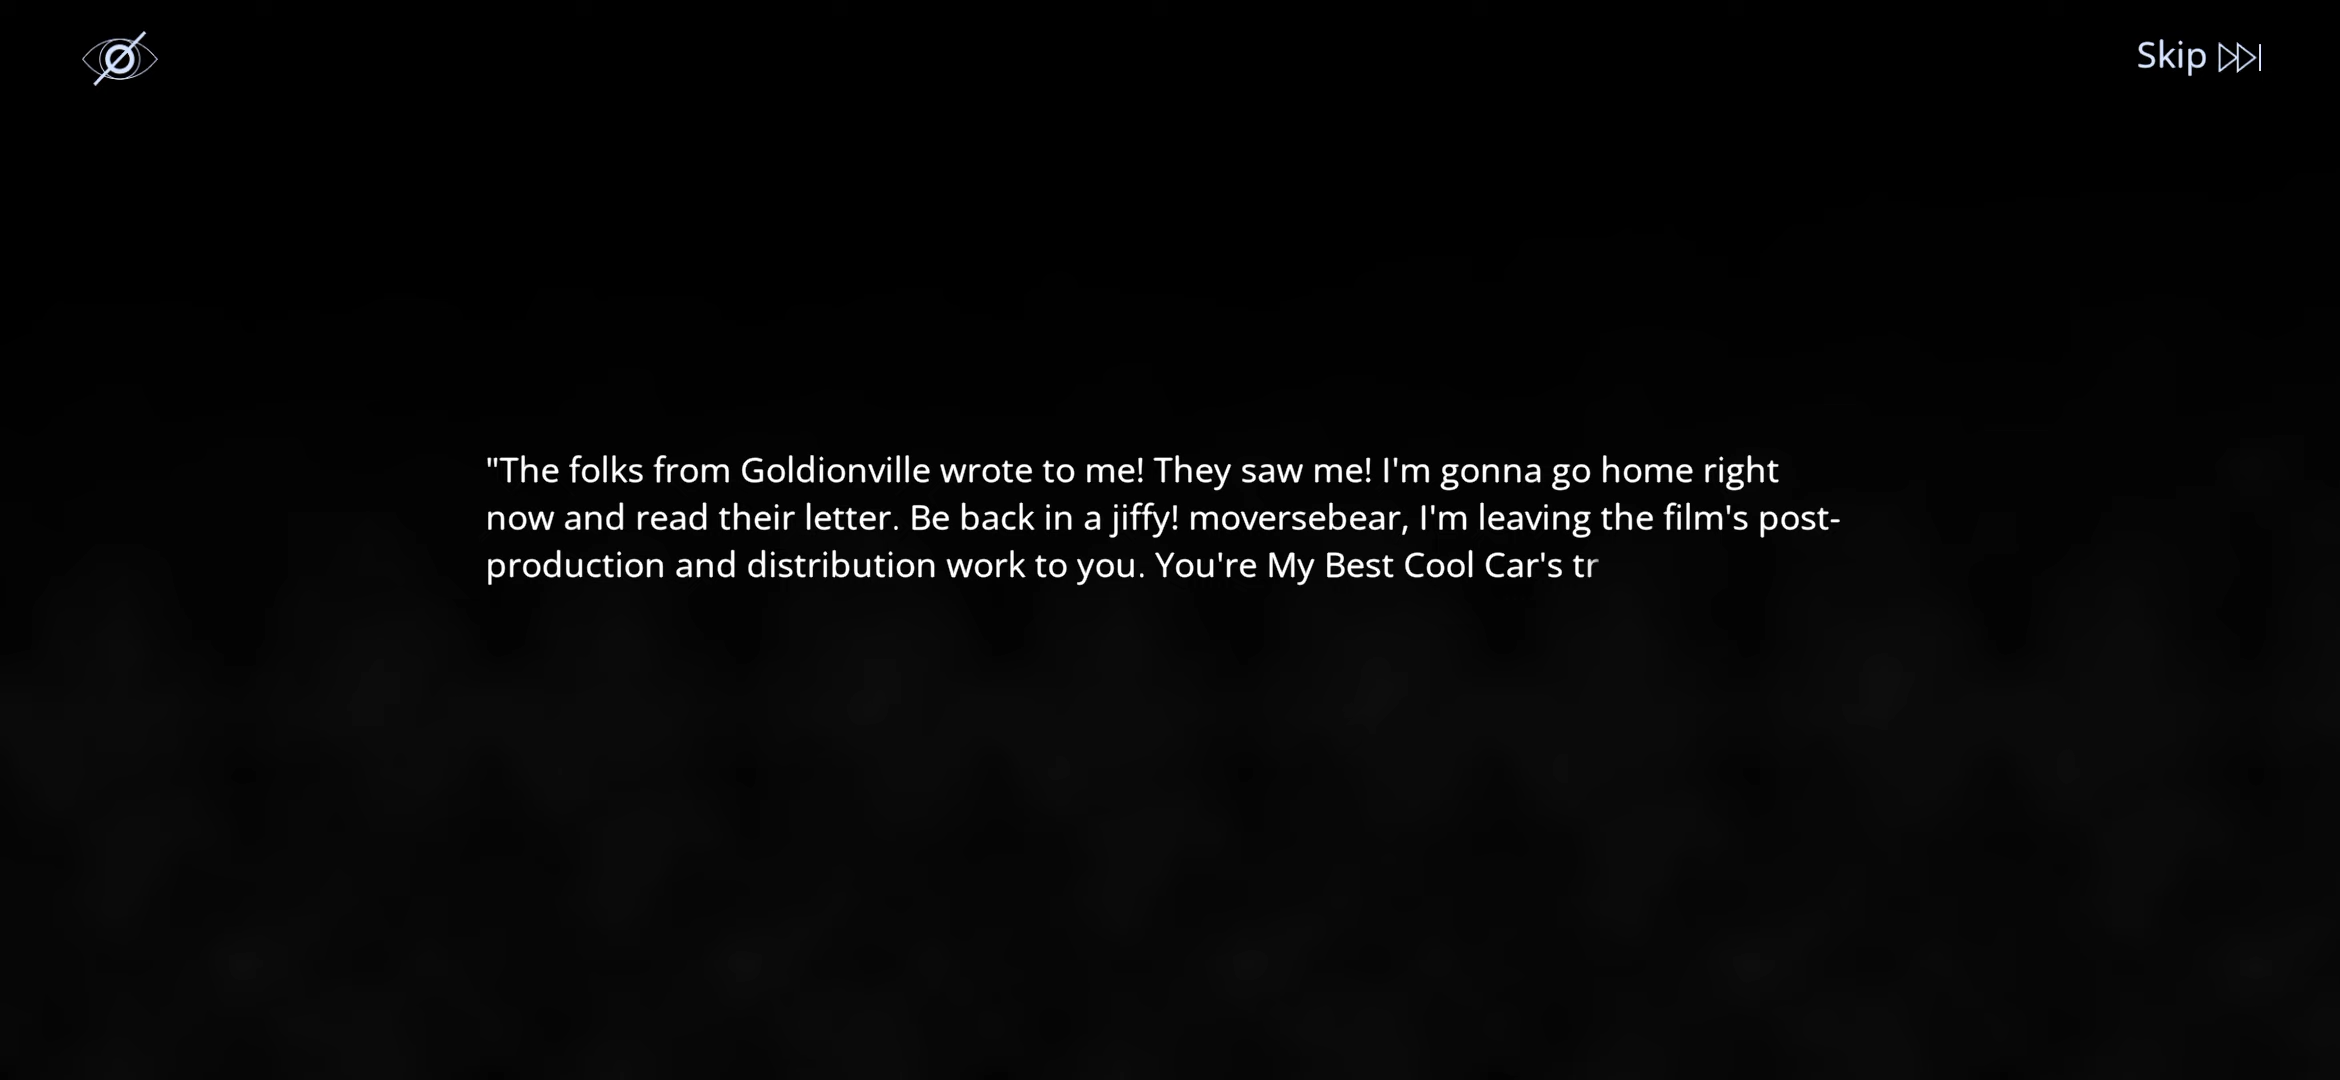 Skip
"The folks from Goldionville wrote to me! They saw me! I'm gonna go home right
now and read their letter. Be back in a jiffy! moversebear, I'm leaving the film's post-
production and distribution work to you. You're My Best Cool Car's tr